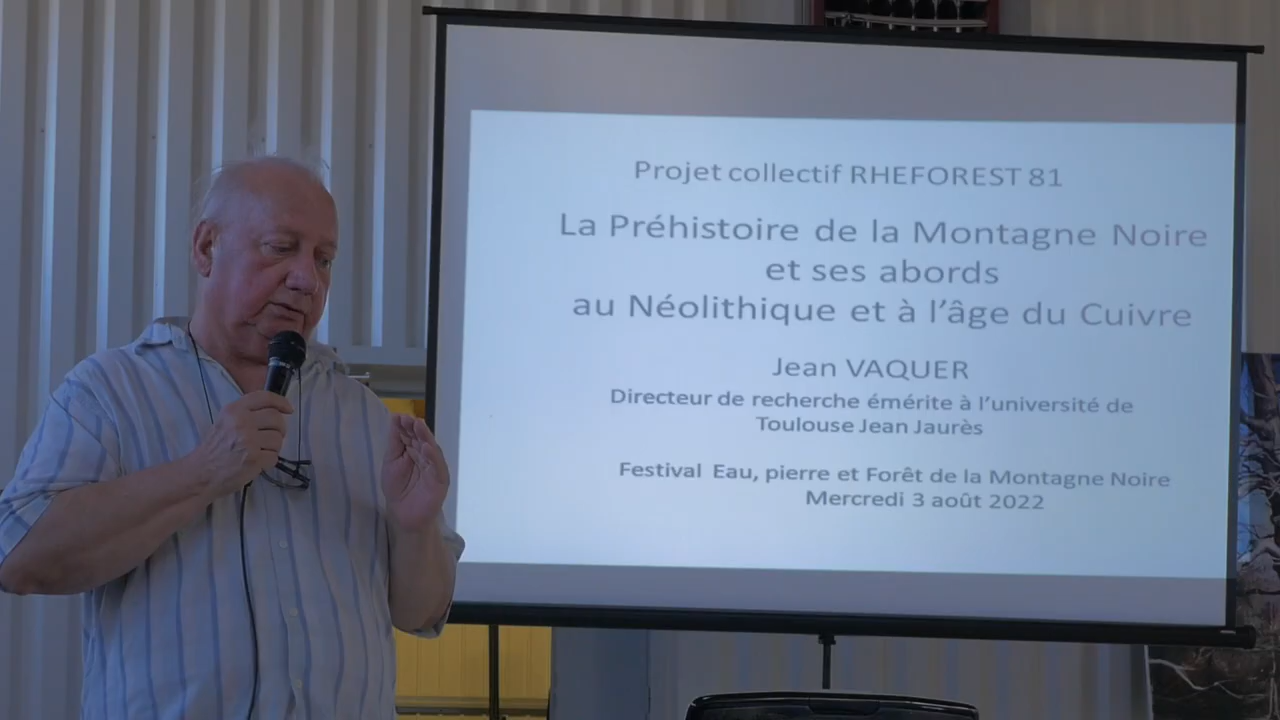 Projet collectif RHEFOREST 81
La Préhistoire de la Montagne Noire
et ses abords
au Néolithique et à l'âge du Cuivre
Jean VAQUER
Directeur de recherche émérite à l'université de
Toulouse Jean Jaurès
Festival Eau, pierre et Forêt de la Montagne Noire
Mercredi 3 août 2022